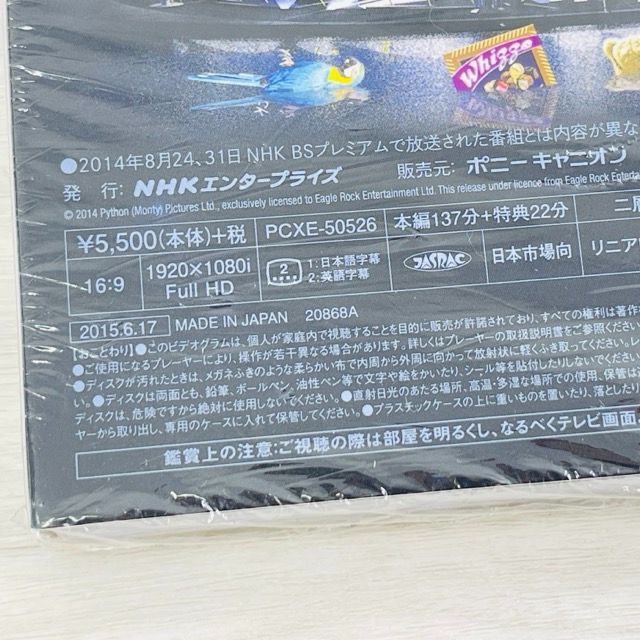 Whizzo
●2014年8月24、31日 NHK BSプレミアムで放送された番組とは内容が異な
発 行: NHKエンタープライズ 販売元: ポニーキャニオン
© 2014 Python (Monty) Pictures Ltd., exclusively licensed to Eagle Rock Entertainment Ltd. This release under licence from Eagle Rock Enterta
¥5,500(本体)+税 PCXE-50526 本編137分+特典22分 二層
16:9 1920×1080i Full HD 2 1:日本語字幕 2:英語字幕 JASRAC 日本市場向 リニア
2015.6.17 MADE IN JAPAN 20868A
【おことわり】●このビデオグラムは、個人が家庭内で視聴することを目的に販売が許諾されており、すべての権利は著作
●ご使用になるプレーヤーにより、操作が若干異なる場合があります。詳しくはプレーヤーの取扱説明書をご参照ください
●ディスクが汚れたときは、メガネふきのような柔らかい布で内周から外周に向かって放射状に軽くふき取ってください。
●ディスクは両面とも、鉛筆、ボールペン、油性ペン等で文字や絵をかいたり、シール等を貼付したりしないでください
ディスクは、危険ですから絶対に使用しないでください。●直射日光のあたる場所、高温・多湿な場所での使用、保管は
ヤーから取り出し、専用のケースに入れて保管してください。●プラスチックケースの上に重いものを置いたり、落としたり
鑑賞上の注意:ご視聴の際は部屋を明るくし、なるべくテレビ画面